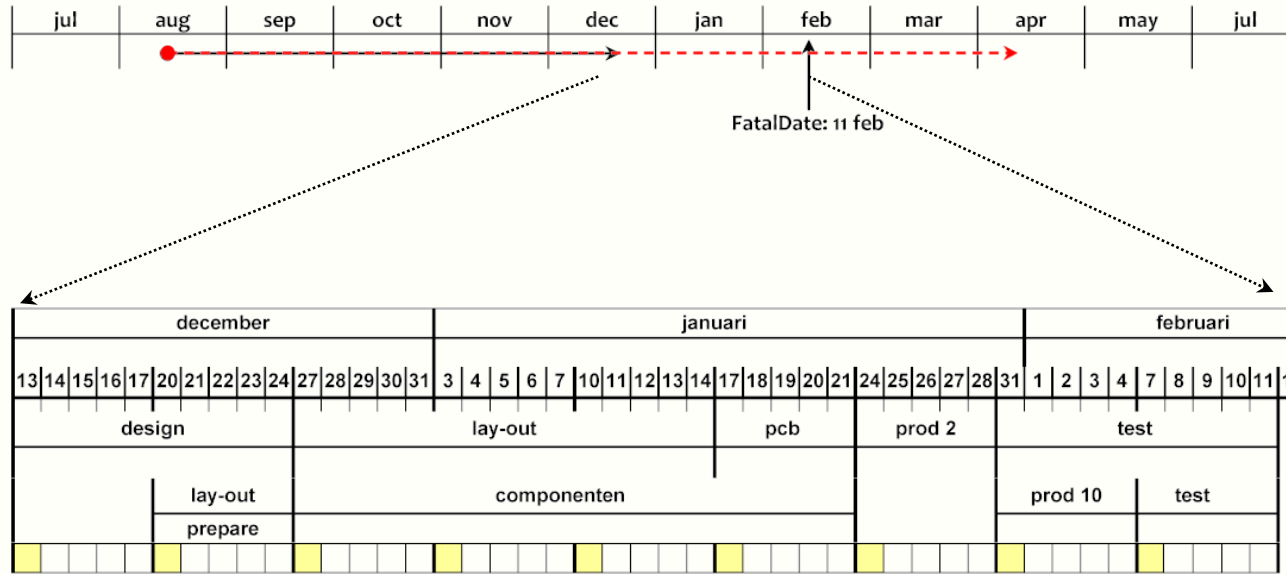 jul aug sep oct nov dec jan feb mar apr may jul
FatalDate: 11 feb
december januari februari
13 14 15 16 17 20 21 22 23 24 27 28 29 30 31 3 4 5 6 7 10 11 12 13 14 17 18 19 20 21 24 25 26 27 28 31 1 2 3 4 7 8 9 10 11
design lay-out pcb prod 2 test
lay-out componenten prod 10 test
prepare